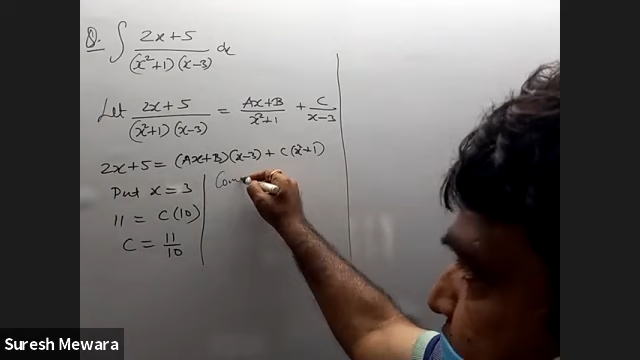 Q. ∫ 2x+5 / (x²+1)(x-3) dx
Let 2x+5 / (x²+1)(x-3) = Ax+B / x²+1 + C / x-3
2x+5 = (Ax+B)(x-3) + C(x²+1)
Put x = 3
11 = C(10)
C = 11/10
Com
Suresh Mewara